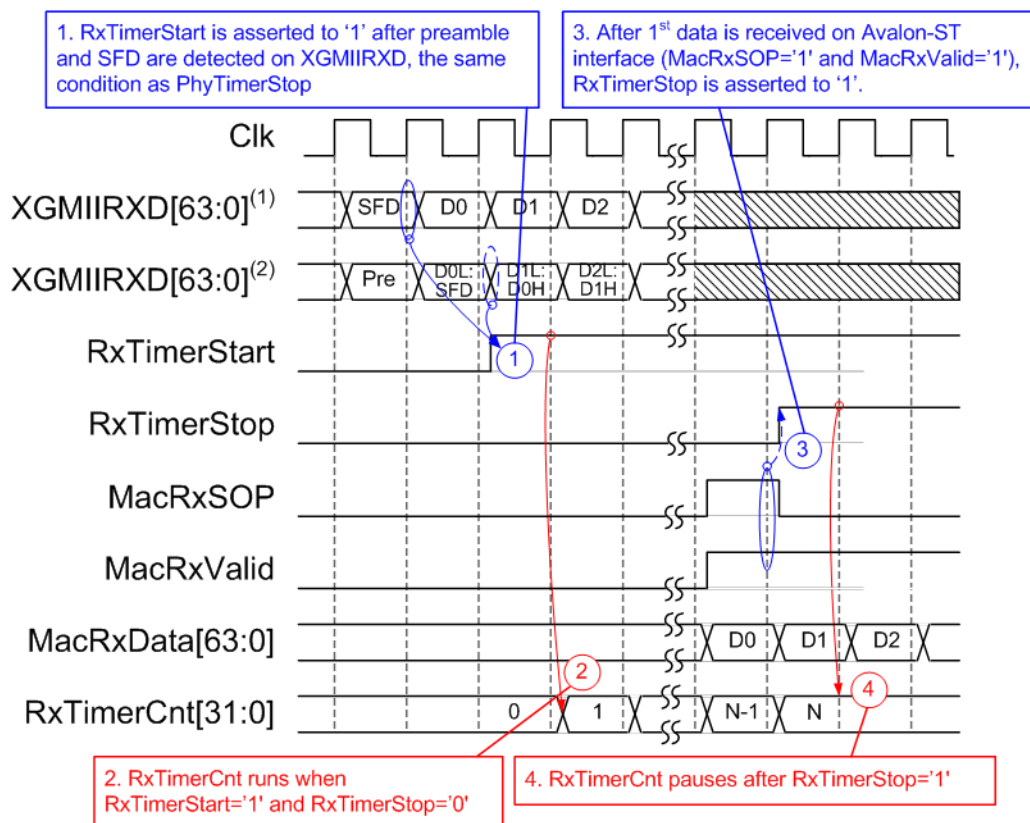 1. RxTimerStart is asserted to ‘1’ after preamble
and SFD are detected on XGMIIRXD, the same
condition as PhyTimerStop
3. After 1st data is received on Avalon-ST
interface (MacRxSOP='1' and MacRxValid='1'),
RxTimerStop is asserted to ‘1’.
Clk
XGMIIRXD[63:0](1)
SFD D0 D1 D2
XGMIIRXD[63:0](2)
Pre D0L: SFD D1L: D0H D2L: D1H
RxTimerStart
1
RxTimerStop
3
MacRxSOP
MacRxValid
MacRxData[63:0]
D0 D1 D2
2
4
RxTimerCnt[31:0]
0 1 N-1 N
2. RxTimerCnt runs when
RxTimerStart='1' and RxTimerStop='0'
4. RxTimerCnt pauses after RxTimerStop='1'